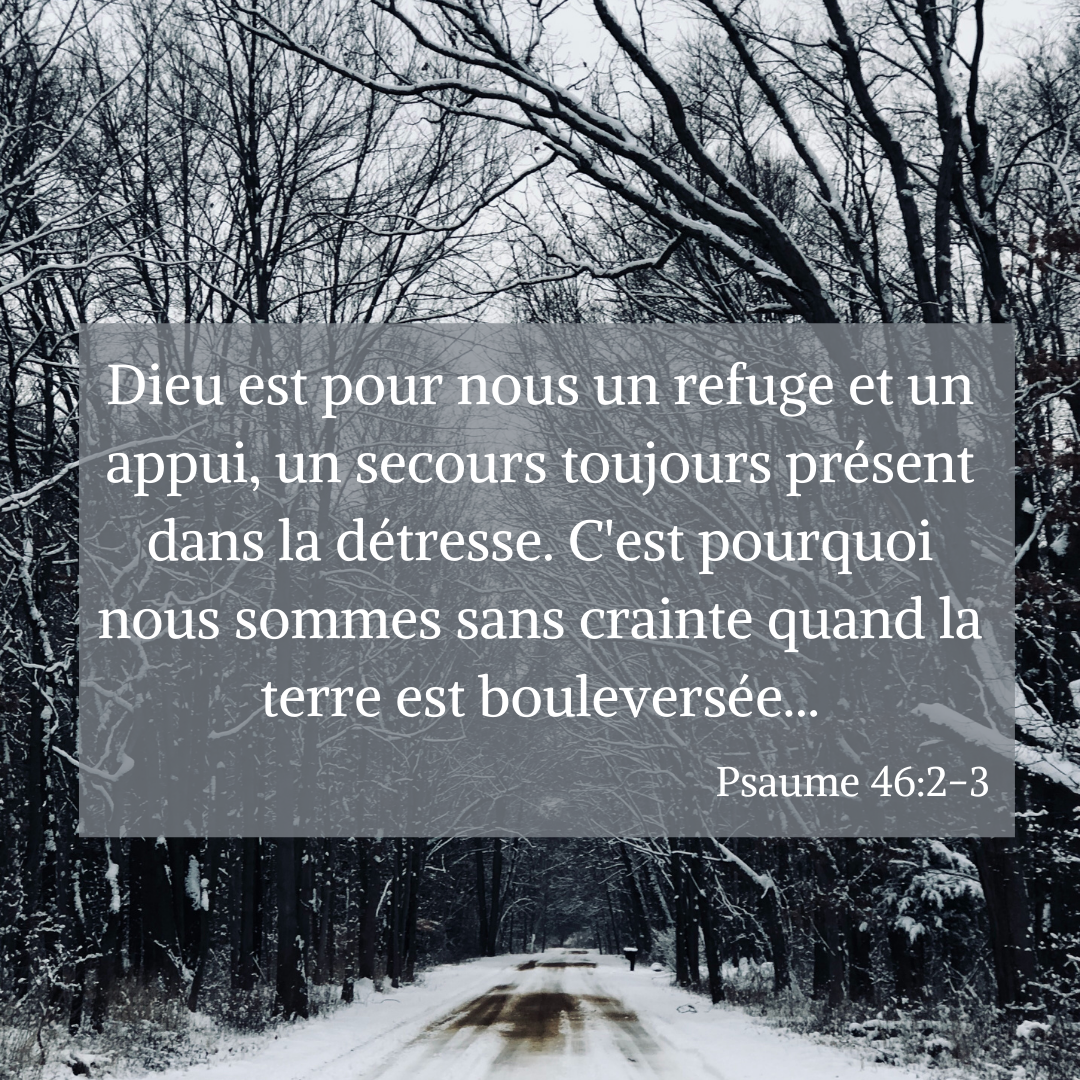 Dieu est pour nous un refuge et un
appui, un secours toujours présent
dans la détresse. C'est pourquoi
nous sommes sans crainte quand la
terre est bouleversée...
Psaume 46:2-3